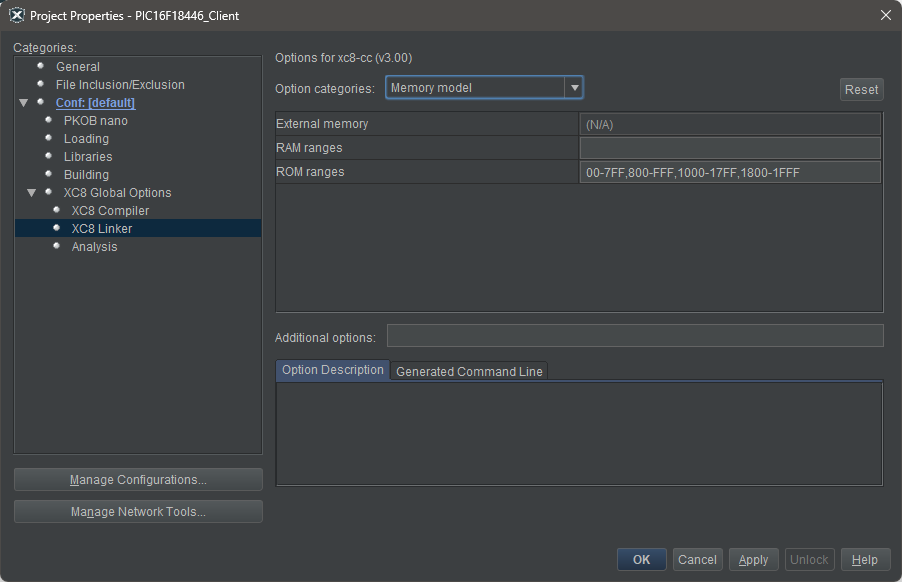 Project Properties - PIC16F18446_Client
Categories:
General
File Inclusion/Exclusion
Conf: [default]
PKOB nano
Loading
Libraries
Building
XC8 Global Options
XC8 Compiler
XC8 Linker
Analysis
Manage Configurations...
Manage Network Tools...
Options for xc8-cc (v3.00)
Option categories: Memory model Reset
External memory (N/A)
RAM ranges
ROM ranges 00-7FF,800-FFF,1000-17FF,1800-1FFF
Additional options:
Option Description Generated Command Line
OK Cancel Apply Unlock Help